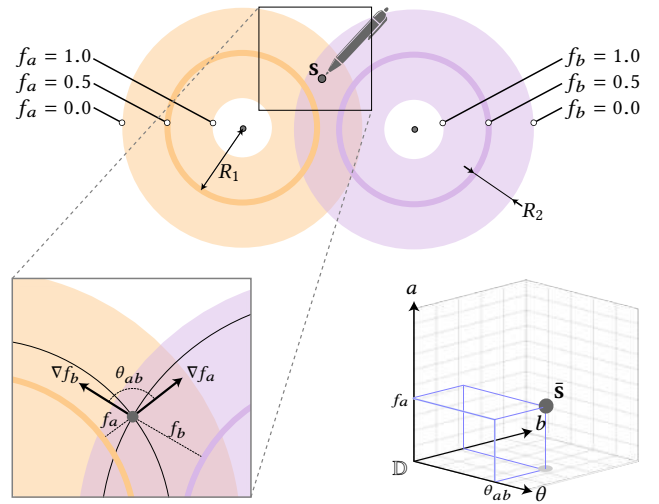 f_a = 1.0
f_a = 0.5
f_a = 0.0
s
f_b = 1.0
f_b = 0.5
f_b = 0.0
R_1
R_2
∇f_b
θ_ab
∇f_a
f_a
f_b
a
f_a
s̄
b
𝔻
θ_ab
θ